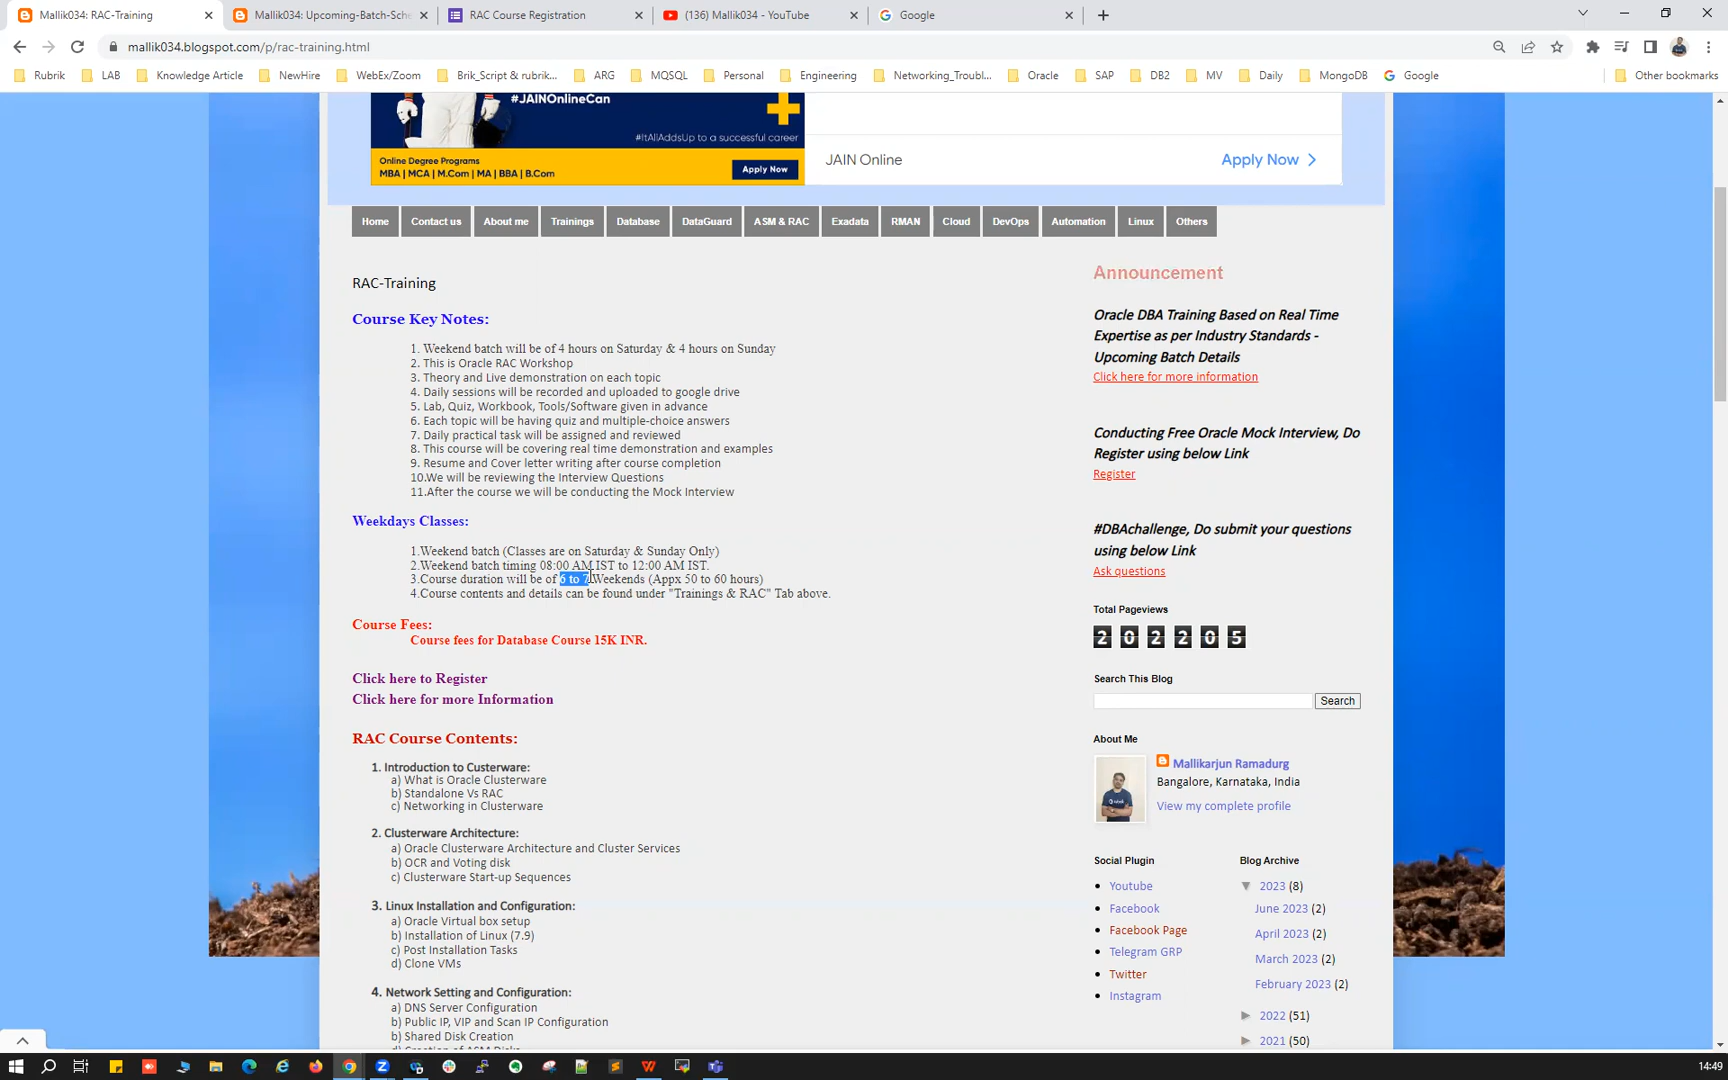 Mallik034: RAC-Training
Mallik034: Upcoming-Batch-Sche
RAC Course Registration
(136) Mallik034 - YouTube
Google
mallik034.blogspot.com/p/rac-training.html
Rubrik
LAB
Knowledge Article
NewHire
WebEx/Zoom
Brik_Script & rubrik...
ARG
MQSQL
Personal
Engineering
Networking_Troubl...
Oracle
SAP
DB2
MV
Daily
MongoDB
Google
Other bookmarks
#JAINOnlineCan
#ItAllAddsUp to a successful career
Online Degree Programs
MBA | MCA | M.Com | MA | BBA | B.Com
Apply Now
JAIN Online
Apply Now
Home
Contact us
About me
Trainings
Database
DataGuard
ASM & RAC
Exadata
RMAN
Cloud
DevOps
Automation
Linux
Others
RAC-Training
Course Key Notes:
1. Weekend batch will be of 4 hours on Saturday & 4 hours on Sunday
2. This is Oracle RAC Workshop
3. Theory and Live demonstration on each topic
4. Daily sessions will be recorded and uploaded to google drive
5. Lab, Quiz, Workbook, Tools/Software given in advance
6. Each topic will be having quiz and multiple-choice answers
7. Daily practical task will be assigned and reviewed
8. This course will be covering real time demonstration and examples
9. Resume and Cover letter writing after course completion
10.We will be reviewing the Interview Questions
11.After the course we will be conducting the Mock Interview
Weekdays Classes:
1.Weekend batch (Classes are on Saturday & Sunday Only)
2.Weekend batch timing 08:00 AM IST to 12:00 AM IST.
3.Course duration will be of 6 to 7 Weekends (Appx 50 to 60 hours)
4.Course contents and details can be found under "Trainings & RAC" Tab above.
Course Fees:
Course fees for Database Course 15K INR.
Click here to Register
Click here for more Information
RAC Course Contents:
1. Introduction to Custerware:
a) What is Oracle Clusterware
b) Standalone Vs RAC
c) Networking in Clusterware
2. Clusterware Architecture:
a) Oracle Clusterware Architecture and Cluster Services
b) OCR and Voting disk
c) Clusterware Start-up Sequences
3. Linux Installation and Configuration:
a) Oracle Virtual box setup
b) Installation of Linux (7.9)
c) Post Installation Tasks
d) Clone VMs
4. Network Setting and Configuration:
a) DNS Server Configuration
b) Public IP, VIP and Scan IP Configuration
b) Shared Disk Creation
Announcement
Oracle DBA Training Based on Real Time
Expertise as per Industry Standards -
Upcoming Batch Details
Click here for more information
Conducting Free Oracle Mock Interview, Do
Register using below Link
Register
#DBAchallenge, Do submit your questions
using below Link
Ask questions
Total Pageviews
202205
Search This Blog
Search
About Me
Mallikarjun Ramadurg
Bangalore, Karnataka, India
View my complete profile
Social Plugin
Youtube
Facebook
Facebook Page
Telegram GRP
Twitter
Instagram
Blog Archive
▼ 2023 (8)
June 2023 (2)
April 2023 (2)
March 2023 (2)
February 2023 (2)
► 2022 (51)
► 2021 (50)
14:49